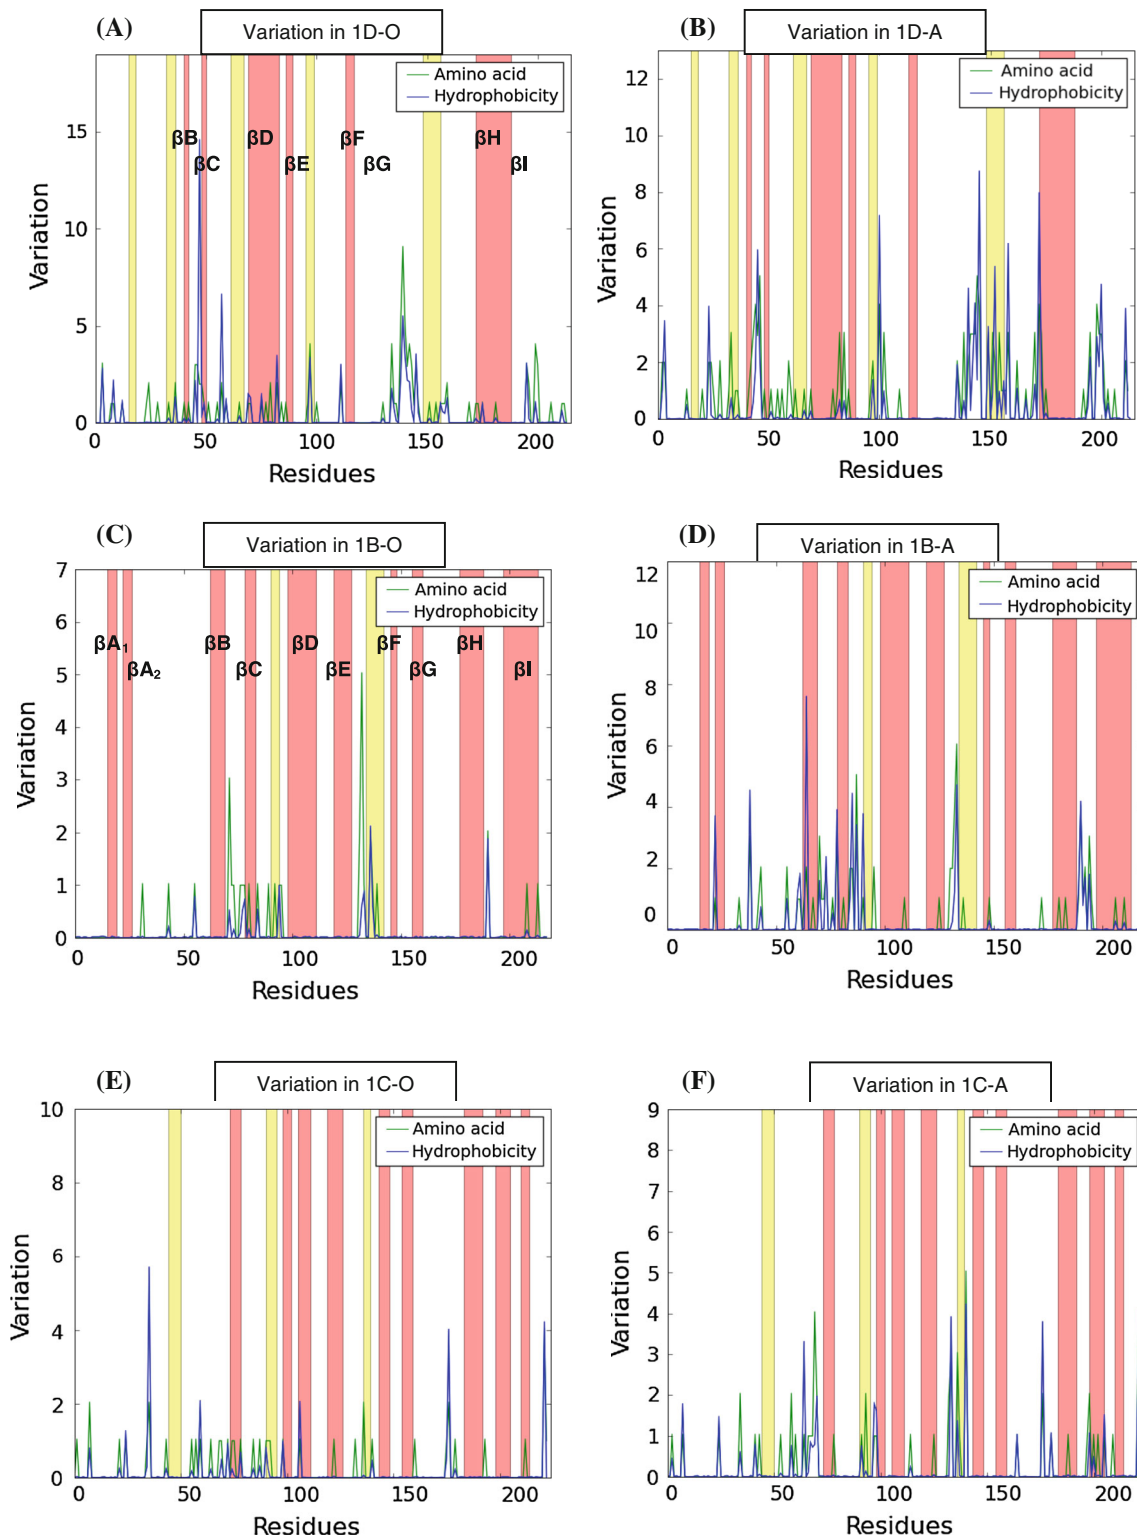 (A)
Variation in 1D-O
Amino acid
Hydrophobicity
βB
βD
βF
βH
βC
βE
βG
βI
15
10
5
0
Variation
0 50 100 150 200
Residues
(B)
Variation in 1D-A
Amino acid
Hydrophobicity
12
10
8
6
4
2
0
Variation
0 50 100 150 200
Residues
(C)
Variation in 1B-O
Amino acid
Hydrophobicity
βA1
βB
βD
βF
βH
βA2
βC
βE
βG
βI
7
6
5
4
3
2
1
0
Variation
0 50 100 150 200
Residues
(D)
Variation in 1B-A
Amino acid
Hydrophobicity
12
10
8
6
4
2
0
Variation
0 50 100 150 200
Residues
(E)
Variation in 1C-O
Amino acid
Hydrophobicity
10
8
6
4
2
0
Variation
0 50 100 150 200
Residues
(F)
Variation in 1C-A
Amino acid
Hydrophobicity
9
8
7
6
5
4
3
2
1
0
Variation
0 50 100 150 200
Residues